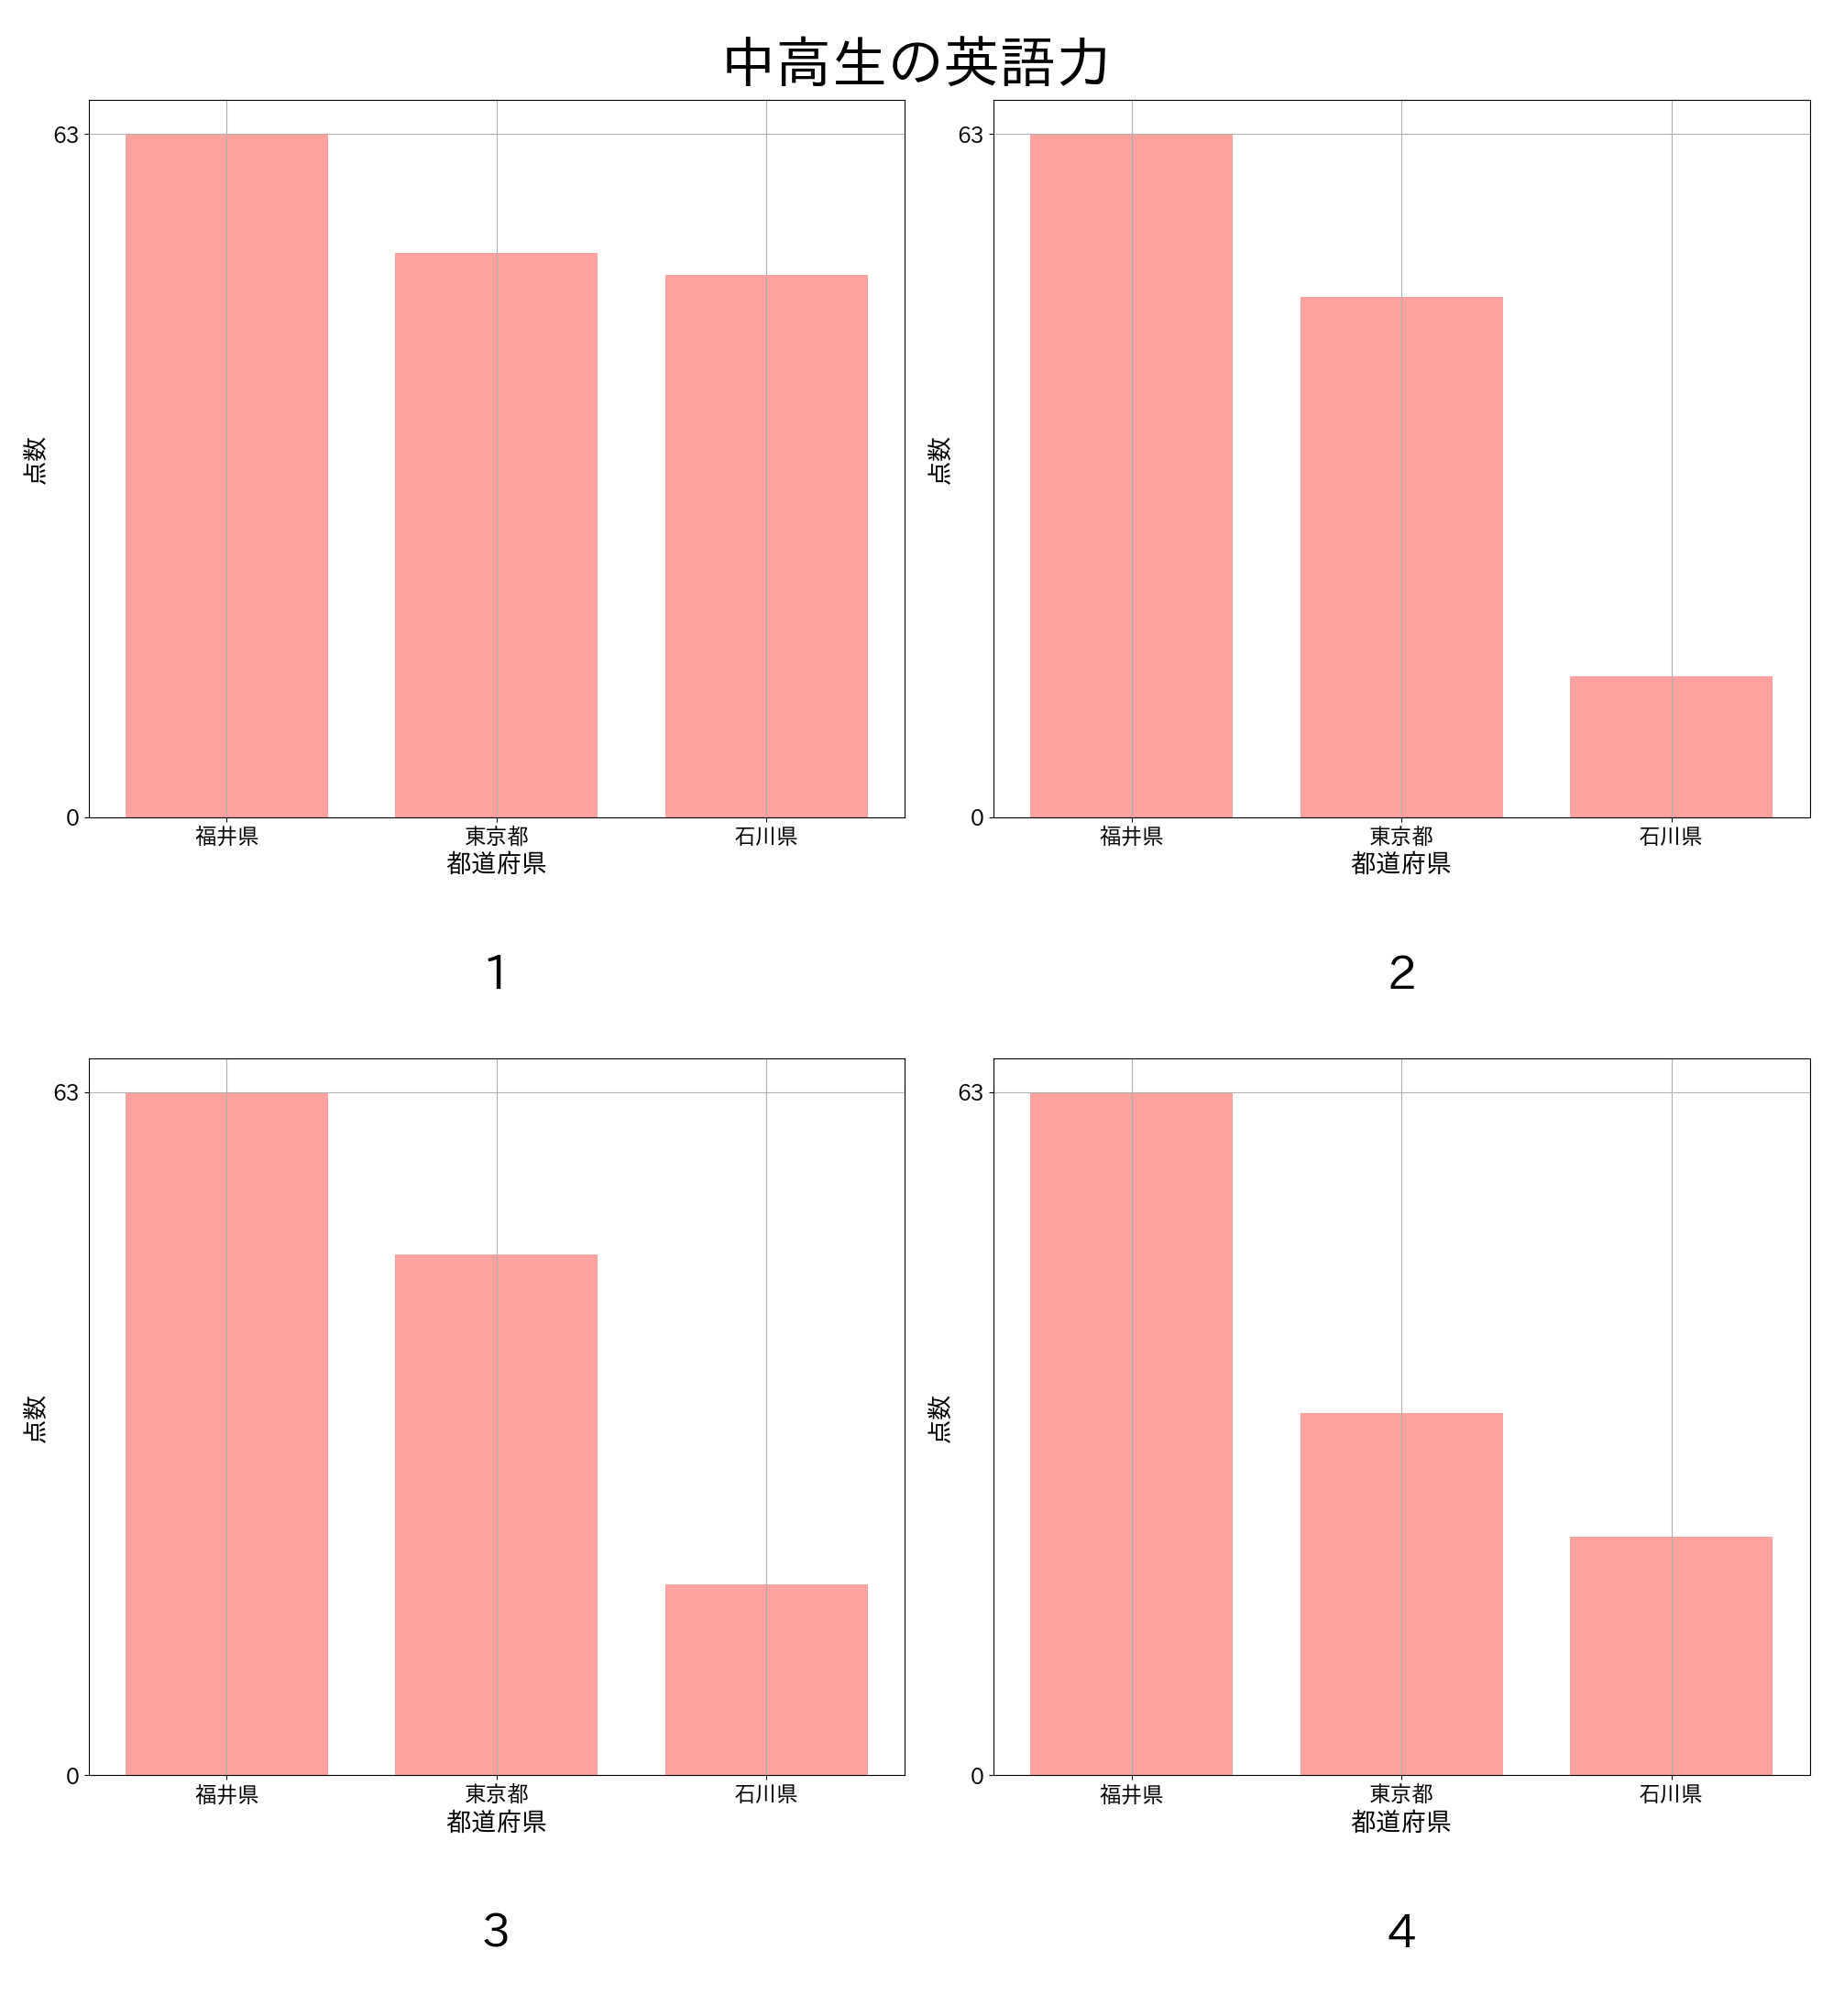 中高生の英語力
63
0
点数
福井県 東京都 石川県
都道府県
1
63
0
点数
福井県 東京都 石川県
都道府県
2
63
0
点数
福井県 東京都 石川県
都道府県
3
63
0
点数
福井県 東京都 石川県
都道府県
4